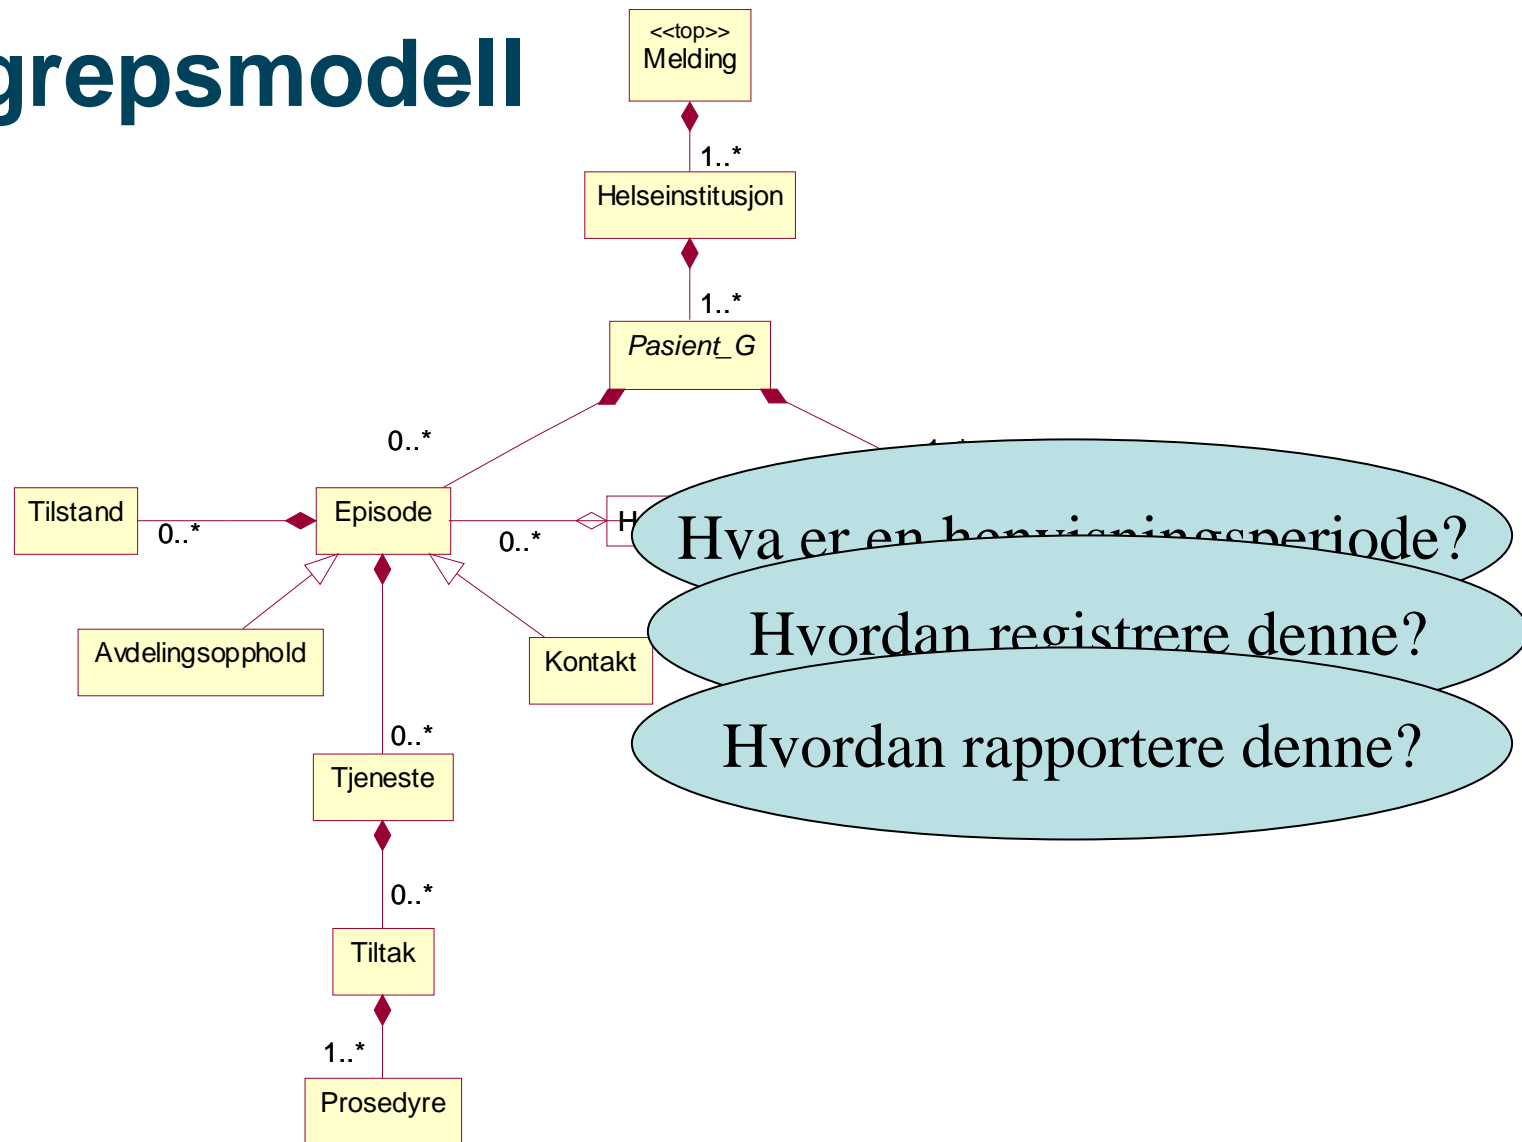 grepsmodell
<<top>>
Melding
1..*
Helseinstitusjon
1..*
Pasient_G
0..*
Tilstand
0..*
Episode
0..*
H
Hva er en henvisningsperiode?
Avdelingsopphold
Kontakt
Hvordan registrere denne?
0..*
Tjeneste
Hvordan rapportere denne?
0..*
Tiltak
1..*
Prosedyre